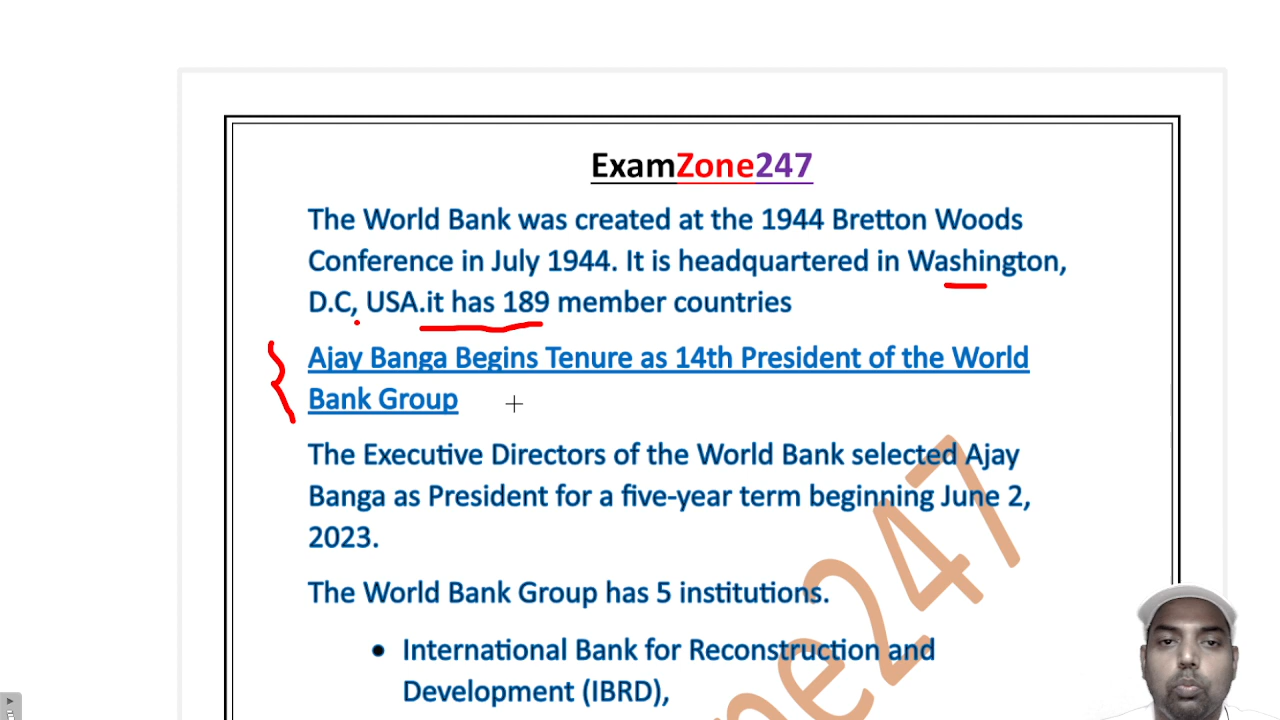 ExamZone247
The World Bank was created at the 1944 Bretton Woods
Conference in July 1944. It is headquartered in Washington,
D.C, USA.it has 189 member countries
Ajay Banga Begins Tenure as 14th President of the World
Bank Group
The Executive Directors of the World Bank selected Ajay
Banga as President for a five-year term beginning June 2,
2023.
The World Bank Group has 5 institutions.
• International Bank for Reconstruction and
Development (IBRD),
ne247